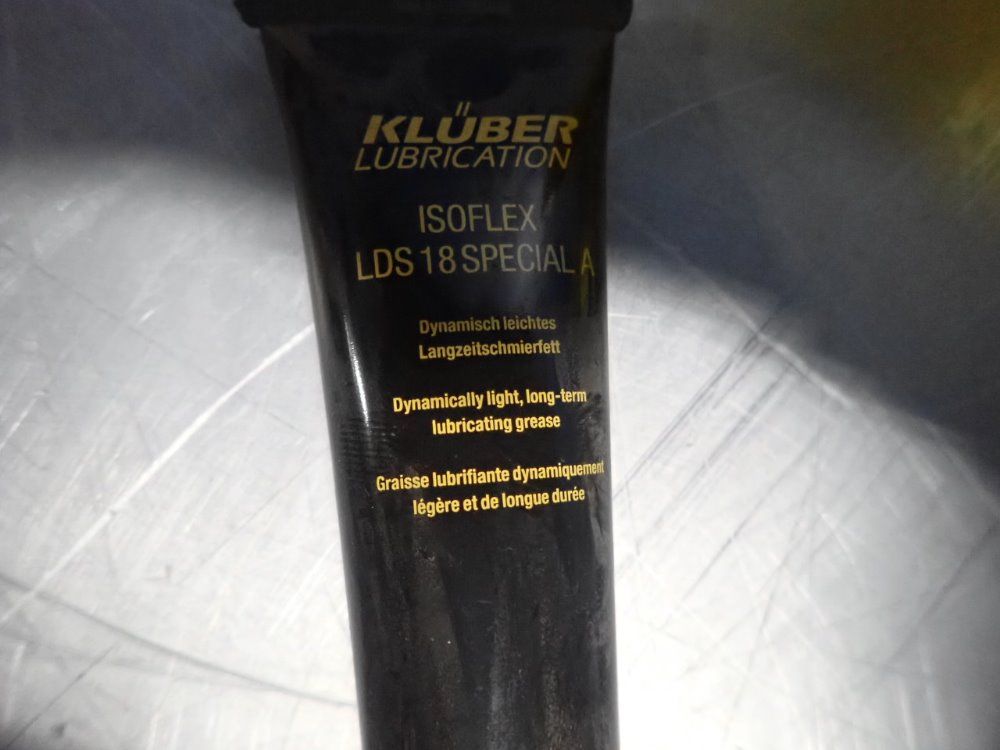 KLÜBER
LUBRICATION
ISOFLEX
LDS 18 SPECIAL A
Dynamisch leichtes
Langzeitschmierfett
Dynamically light, long-term
lubricating grease
Graisse lubrifiante dynamiquement
légère et de longue durée